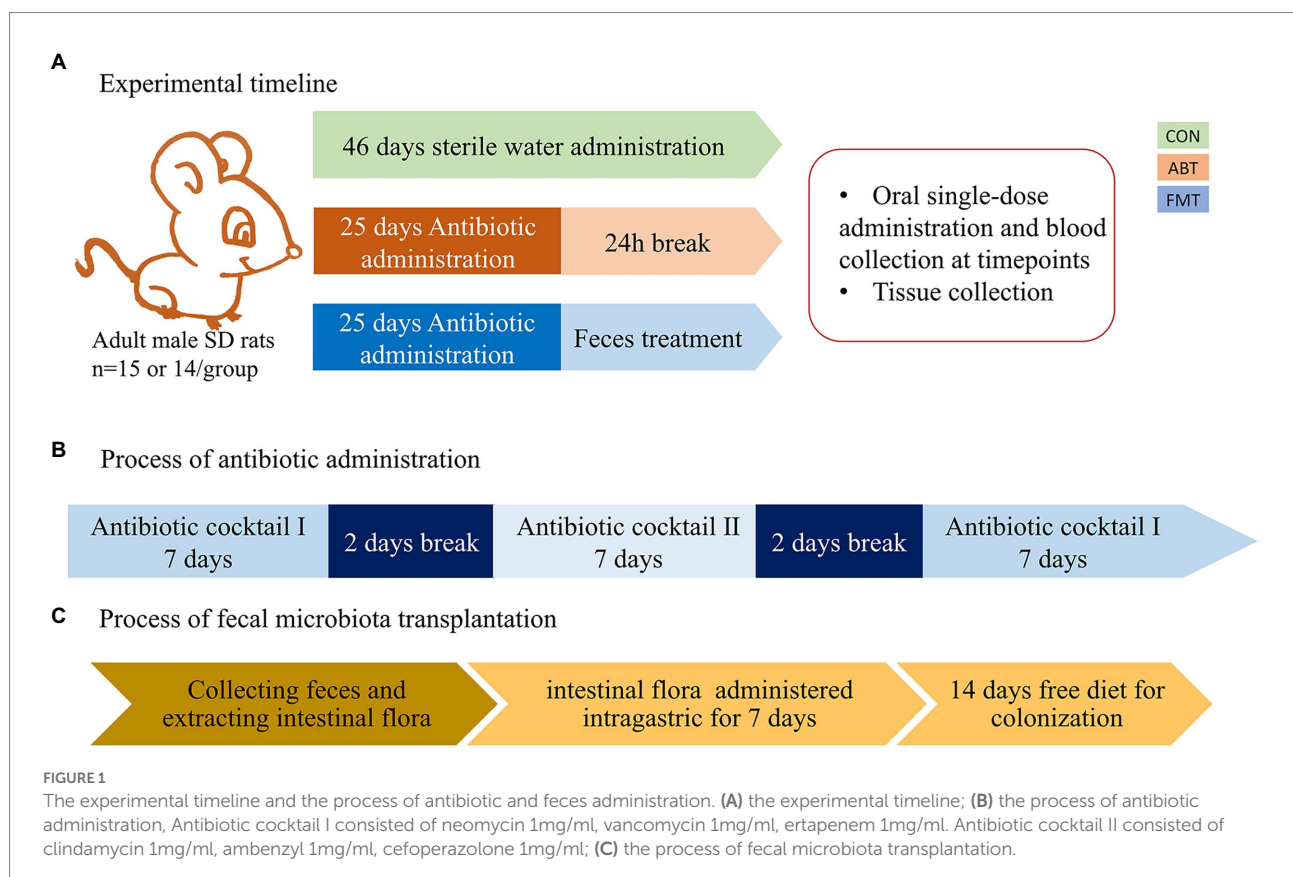 A
Experimental timeline
46 days sterile water administration
25 days Antibiotic
administration
24h break
25 days Antibiotic
administration
Feces treatment
Adult male SD rats
n=15 or 14/group
• Oral single-dose
administration and blood
collection at timepoints
• Tissue collection
CON
ABT
FMT
B
Process of antibiotic administration
Antibiotic cocktail I
7 days
2 days break
Antibiotic cocktail II
7 days
2 days break
Antibiotic cocktail I
7 days
C
Process of fecal microbiota transplantation
Collecting feces and
extracting intestinal flora
intestinal flora administered
intragastric for 7 days
14 days free diet for
colonization
FIGURE 1
The experimental timeline and the process of antibiotic and feces administration. (A) the experimental timeline; (B) the process of antibiotic
administration, Antibiotic cocktail I consisted of neomycin 1mg/ml, vancomycin 1mg/ml, ertapenem 1mg/ml. Antibiotic cocktail II consisted of
clindamycin 1mg/ml, ambenzyl 1mg/ml, cefoperazolone 1mg/ml; (C) the process of fecal microbiota transplantation.